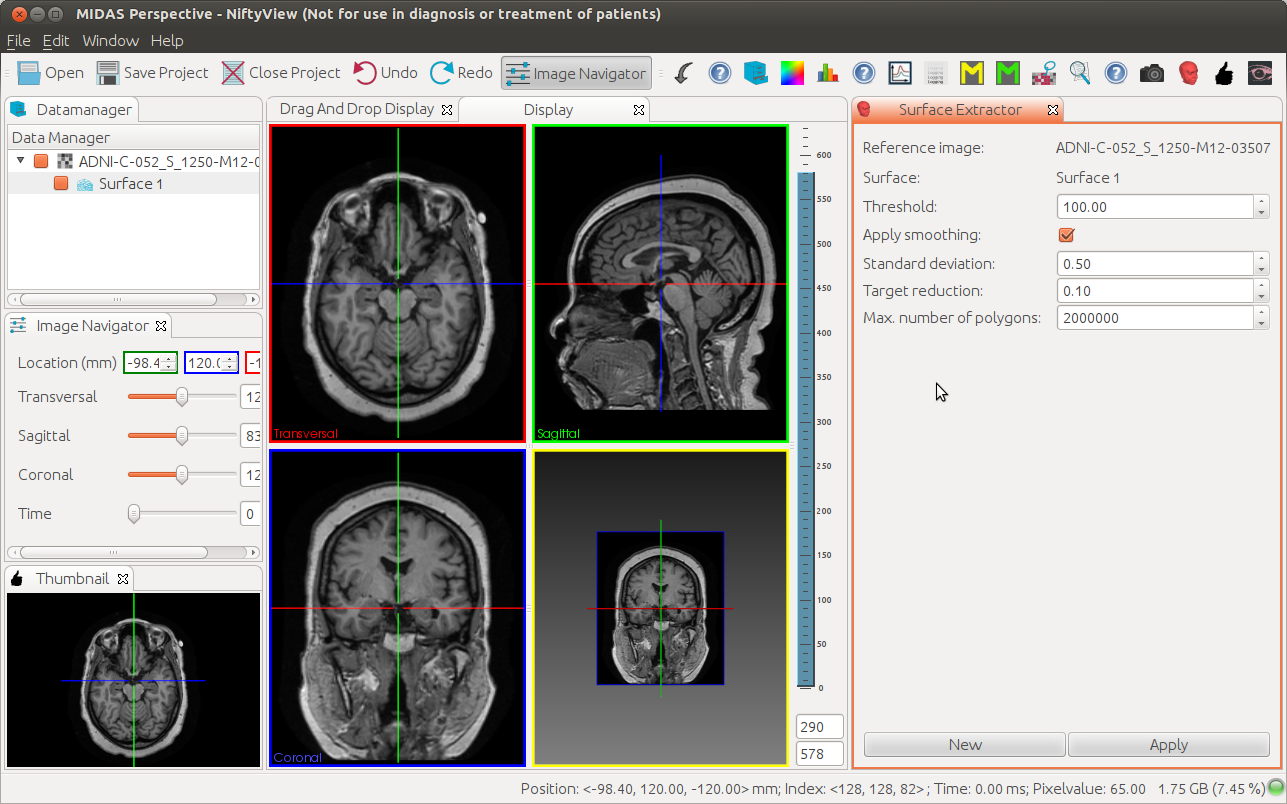 MIDAS Perspective - NiftyView (Not for use in diagnosis or treatment of patients)
File Edit Window Help
Open Save Project Close Project Undo Redo Image Navigator
Datamanager
Data Manager
ADNI-C-052_S_1250-M12-0
Surface 1
Image Navigator
Location (mm) -98.4 120.0 -1
Transversal 12
Sagittal 83
Coronal 12
Time 0
Thumbnail
Drag And Drop Display Display
Transversal
Sagittal
Coronal
600
550
500
450
400
350
300
250
200
150
100
50
0
290
578
Surface Extractor
Reference image: ADNI-C-052_S_1250-M12-03507
Surface: Surface 1
Threshold: 100.00
Apply smoothing:
Standard deviation: 0.50
Target reduction: 0.10
Max. number of polygons: 2000000
New Apply
Position: <-98.40, 120.00, -120.00> mm; Index: <128, 128, 82> ; Time: 0.00 ms; Pixelvalue: 65.00 1.75 GB (7.45 %)